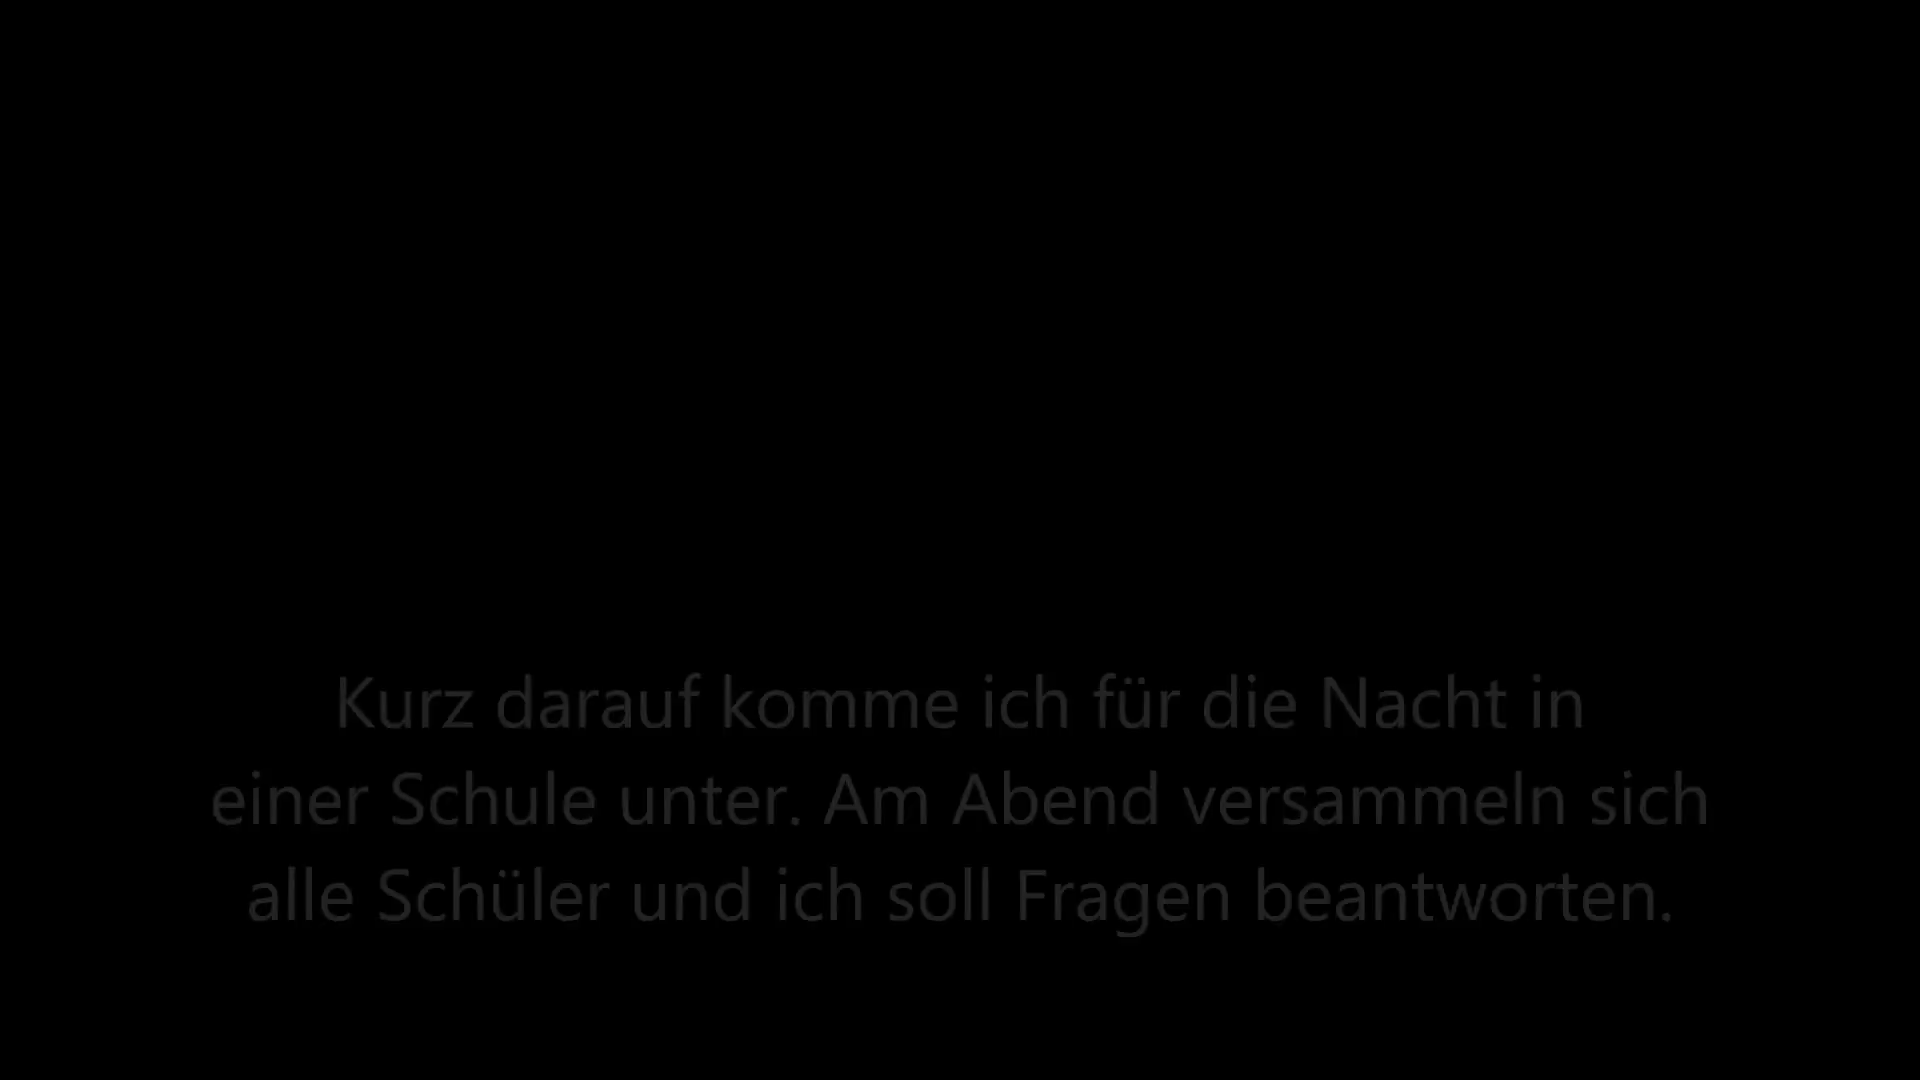 Kurz darauf komme ich für die Nacht in
einer Schule unter. Am Abend versammeln sich
alle Schüler und ich soll Fragen beantworten.